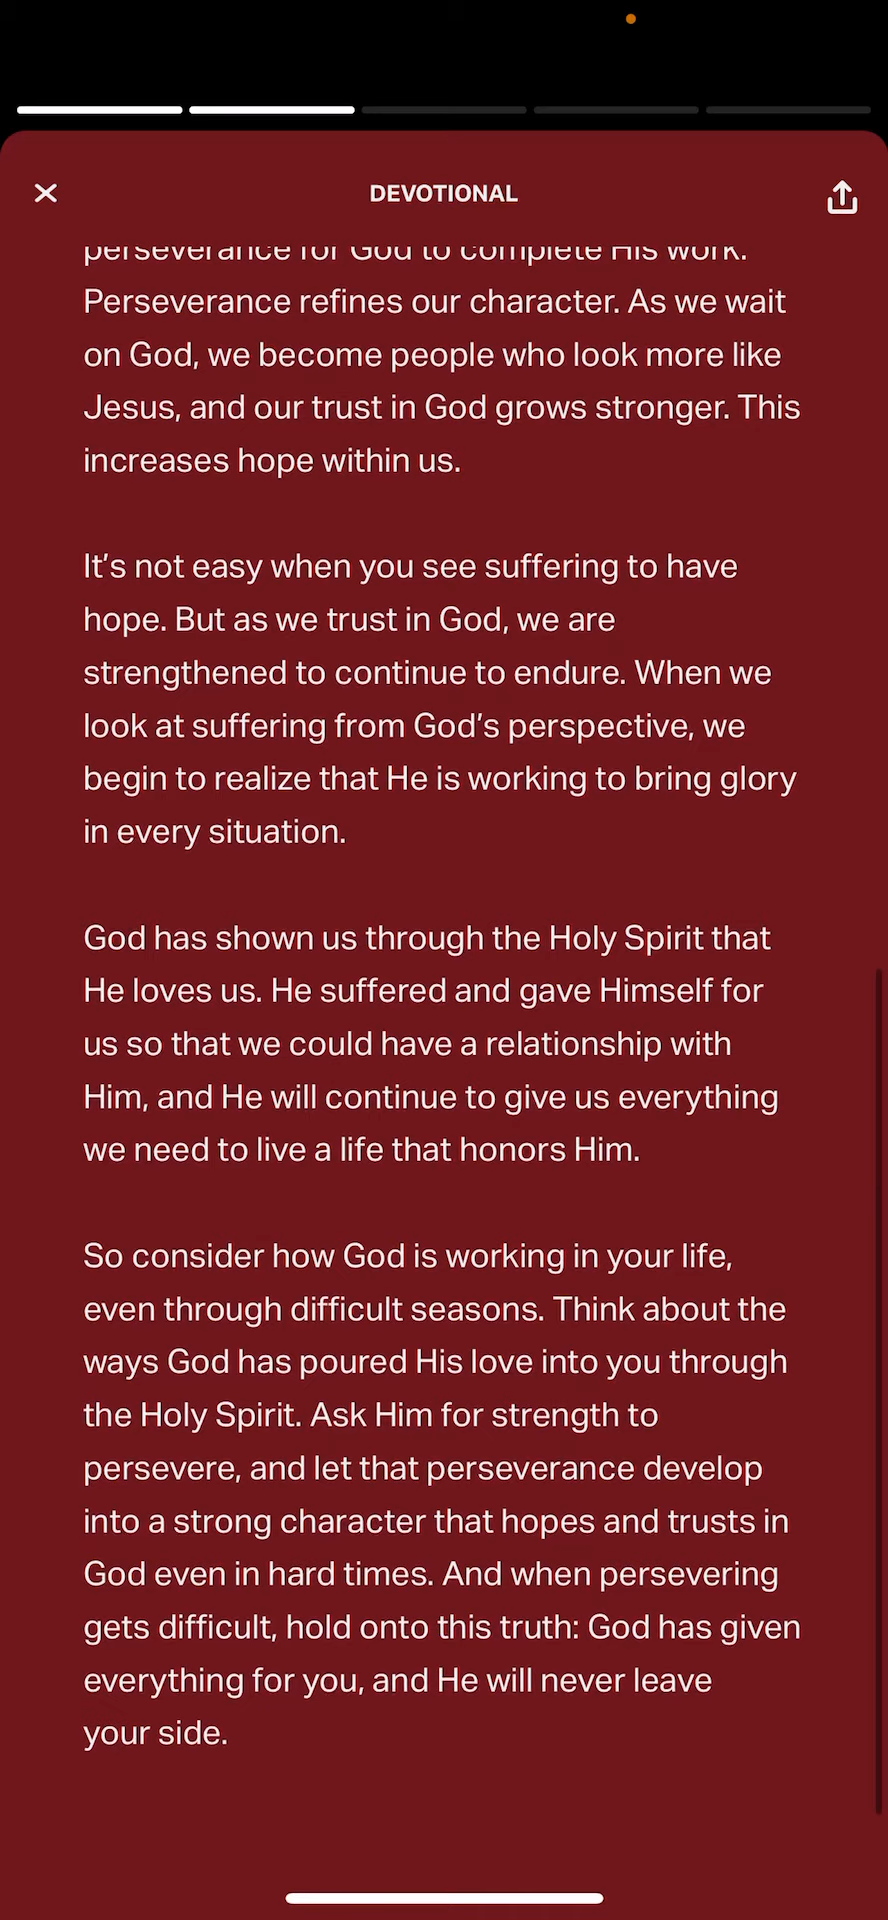 DEVOTIONAL
perseverance for God to complete His work.
Perseverance refines our character. As we wait
on God, we become people who look more like
Jesus, and our trust in God grows stronger. This
increases hope within us.
It’s not easy when you see suffering to have
hope. But as we trust in God, we are
strengthened to continue to endure. When we
look at suffering from God’s perspective, we
begin to realize that He is working to bring glory
in every situation.
God has shown us through the Holy Spirit that
He loves us. He suffered and gave Himself for
us so that we could have a relationship with
Him, and He will continue to give us everything
we need to live a life that honors Him.
So consider how God is working in your life,
even through difficult seasons. Think about the
ways God has poured His love into you through
the Holy Spirit. Ask Him for strength to
persevere, and let that perseverance develop
into a strong character that hopes and trusts in
God even in hard times. And when persevering
gets difficult, hold onto this truth: God has given
everything for you, and He will never leave
your side.